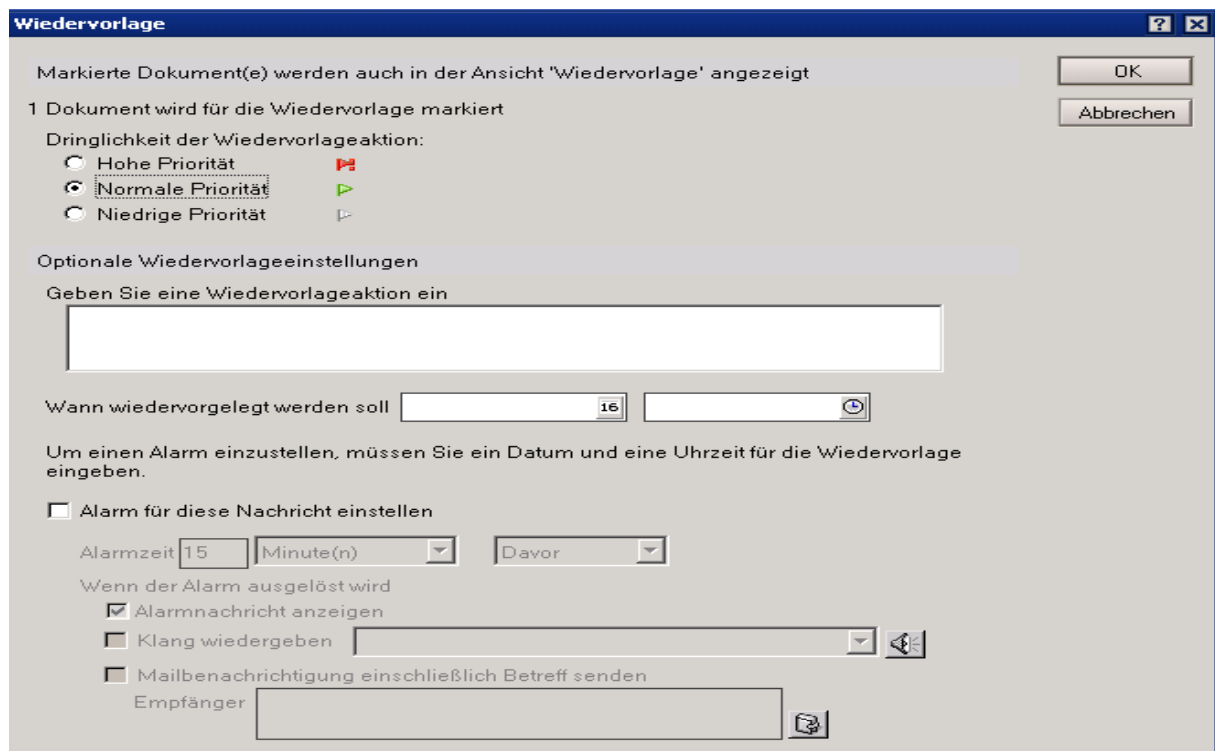 Wiedervorlage
Markierte Dokument(e) werden auch in der Ansicht 'Wiedervorlage' angezeigt
OK
1 Dokument wird für die Wiedervorlage markiert
Abbrechen
Dringlichkeit der Wiedervorlageaktion:
Hohe Priorität
Normale Priorität
Niedrige Priorität
Optionale Wiedervorlageeinstellungen
Geben Sie eine Wiedervorlageaktion ein
Wann wiedervorgelegt werden soll 16
Um einen Alarm einzustellen, müssen Sie ein Datum und eine Uhrzeit für die Wiedervorlage
eingeben.
Alarm für diese Nachricht einstellen
Alarmzeit 15 Minute(n) Davor
Wenn der Alarm ausgelöst wird
Alarmnachricht anzeigen
Klang wiedergeben
Mailbenachrichtigung einschließlich Betreff senden
Empfänger